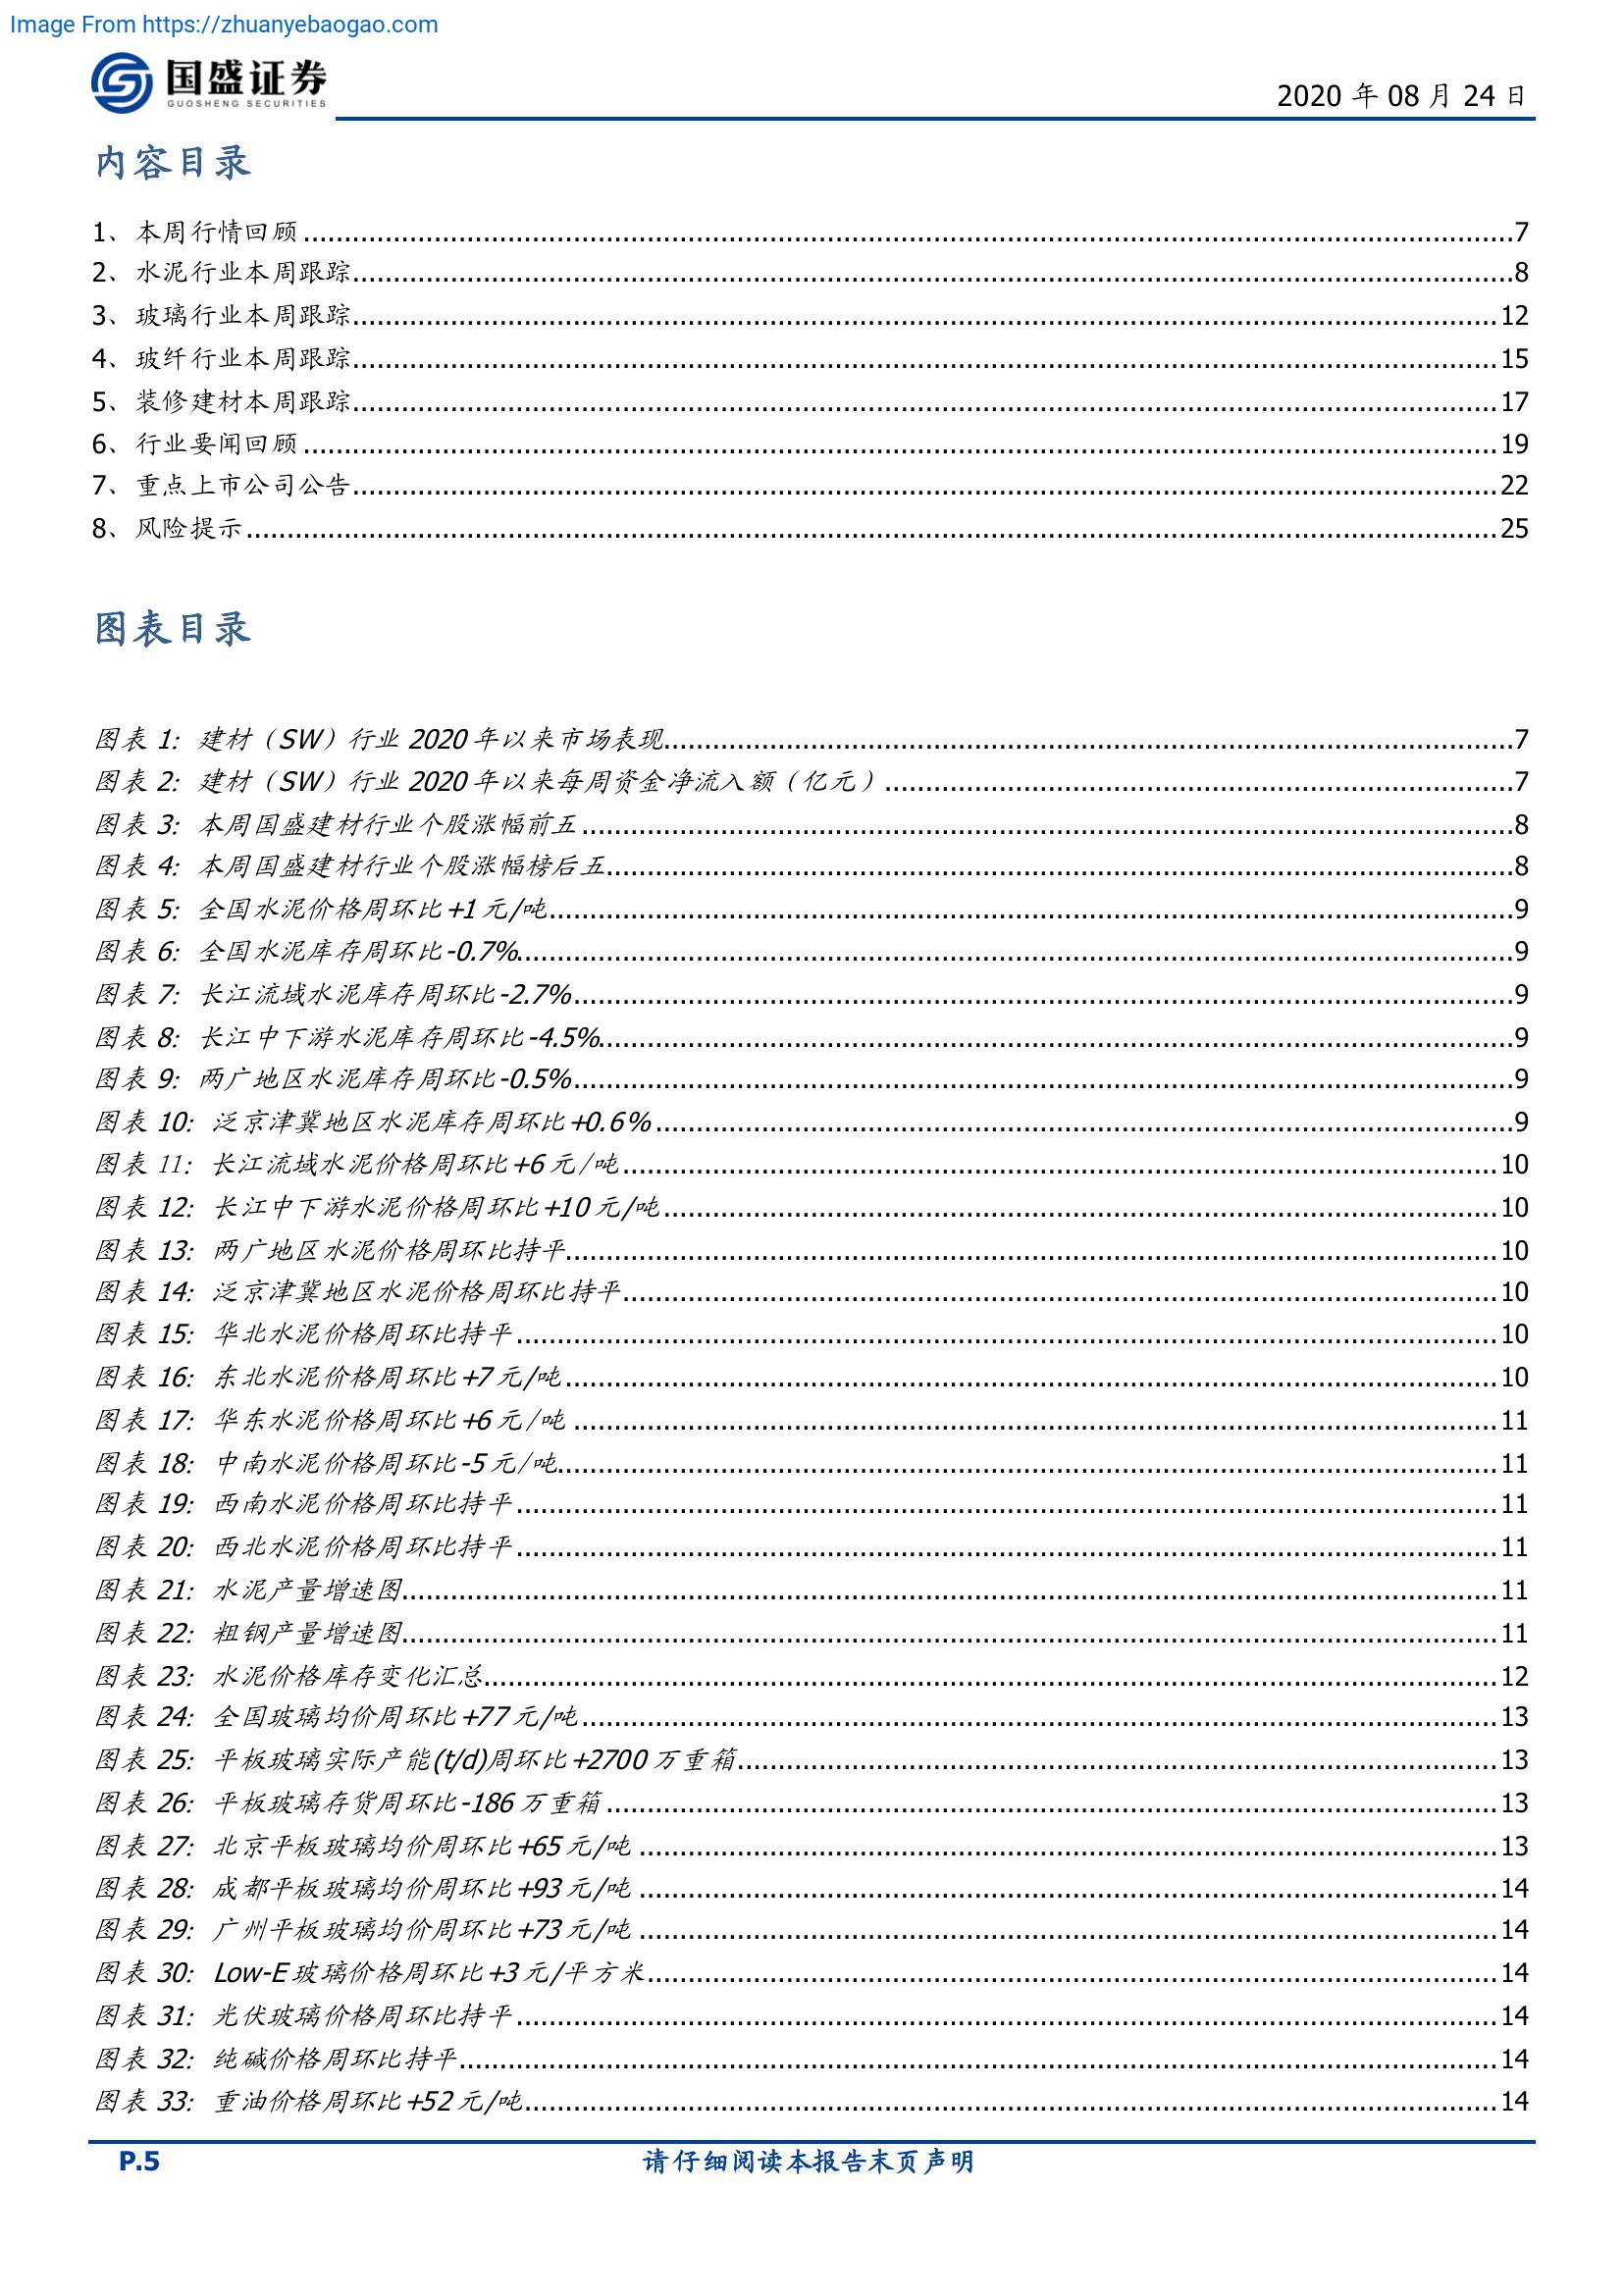 Image From https://zhuanyebaogao.com
国盛证券
GUOSHENG SECURITIES
2020 年 08 月 24 日
内容目录
1、本周行情回顾 ........................................ 7
2、水泥行业本周跟踪 ........................................ 8
3、玻璃行业本周跟踪 ........................................ 12
4、玻纤行业本周跟踪 ........................................ 15
5、装修建材本周跟踪 ........................................ 17
6、行业要闻回顾 ........................................ 19
7、重点上市公司公告 ........................................ 22
8、风险提示 ........................................ 25
图表目录
图表 1：建材（SW）行业 2020 年以来市场表现 ........................................ 7
图表 2：建材（SW）行业 2020 年以来每周资金净流入额（亿元） ........................................ 7
图表 3：本周国盛建材行业个股涨幅前五 ........................................ 8
图表 4：本周国盛建材行业个股涨幅榜后五 ........................................ 8
图表 5：全国水泥价格周环比+1 元/吨 ........................................ 9
图表 6：全国水泥库存周环比-0.7% ........................................ 9
图表 7：长江流域水泥库存周环比-2.7% ........................................ 9
图表 8：长江中下游水泥库存周环比-4.5% ........................................ 9
图表 9：两广地区水泥库存周环比-0.5% ........................................ 9
图表 10：泛京津冀地区水泥库存周环比+0.6% ........................................ 9
图表 11：长江流域水泥价格周环比+6 元/吨 ........................................ 10
图表 12：长江中下游水泥价格周环比+10 元/吨 ........................................ 10
图表 13：两广地区水泥价格周环比持平 ........................................ 10
图表 14：泛京津冀地区水泥价格周环比持平 ........................................ 10
图表 15：华北水泥价格周环比持平 ........................................ 10
图表 16：东北水泥价格周环比+7 元/吨 ........................................ 10
图表 17：华东水泥价格周环比+6 元/吨 ........................................ 11
图表 18：中南水泥价格周环比-5 元/吨 ........................................ 11
图表 19：西南水泥价格周环比持平 ........................................ 11
图表 20：西北水泥价格周环比持平 ........................................ 11
图表 21：水泥产量增速图 ........................................ 11
图表 22：粗钢产量增速图 ........................................ 11
图表 23：水泥价格库存变化汇总 ........................................ 12
图表 24：全国玻璃均价周环比+77 元/吨 ........................................ 13
图表 25：平板玻璃实际产能(t/d)周环比+2700 万重箱 ........................................ 13
图表 26：平板玻璃存货周环比-186 万重箱 ........................................ 13
图表 27：北京平板玻璃均价周环比+65 元/吨 ........................................ 13
图表 28：成都平板玻璃均价周环比+93 元/吨 ........................................ 14
图表 29：广州平板玻璃均价周环比+73 元/吨 ........................................ 14
图表 30：Low-E 玻璃价格周环比+3 元/平方米 ........................................ 14
图表 31：光伏玻璃价格周环比持平 ........................................ 14
图表 32：纯碱价格周环比持平 ........................................ 14
图表 33：重油价格周环比+52 元/吨 ........................................ 14
P.5
请仔细阅读本报告末页声明